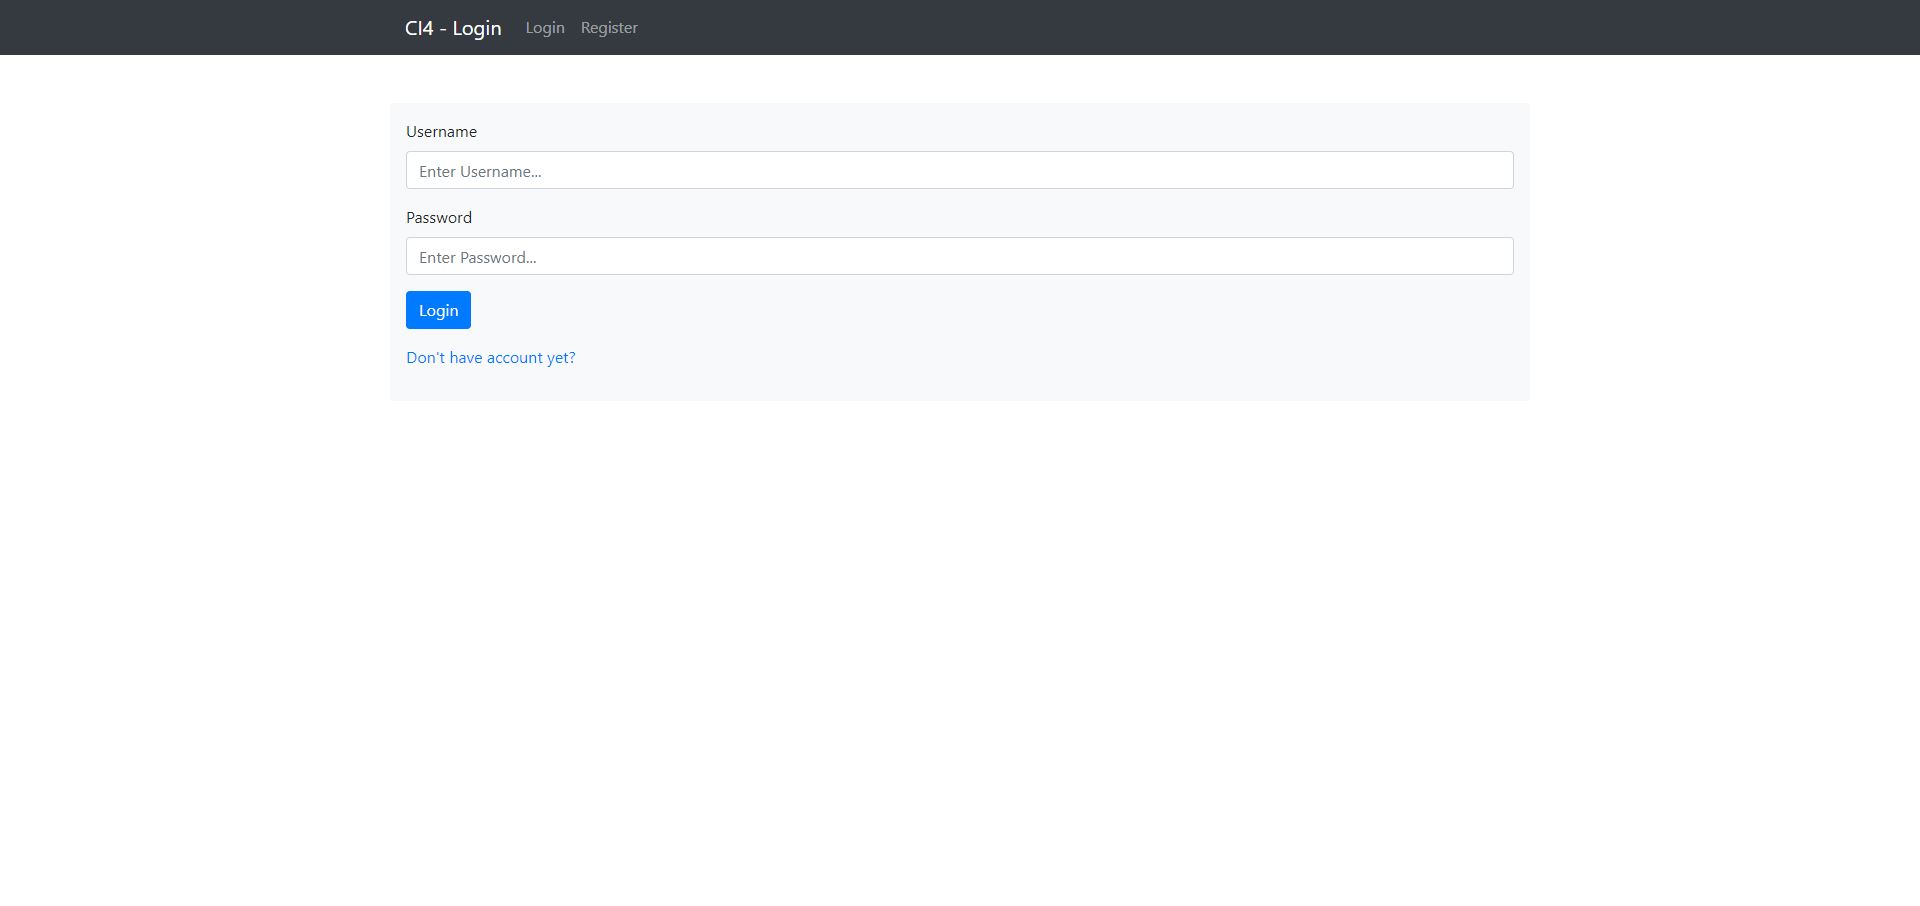 CI4 - Login Login Register
Username
Enter Username...
Password
Enter Password...
Login
Don't have account yet?